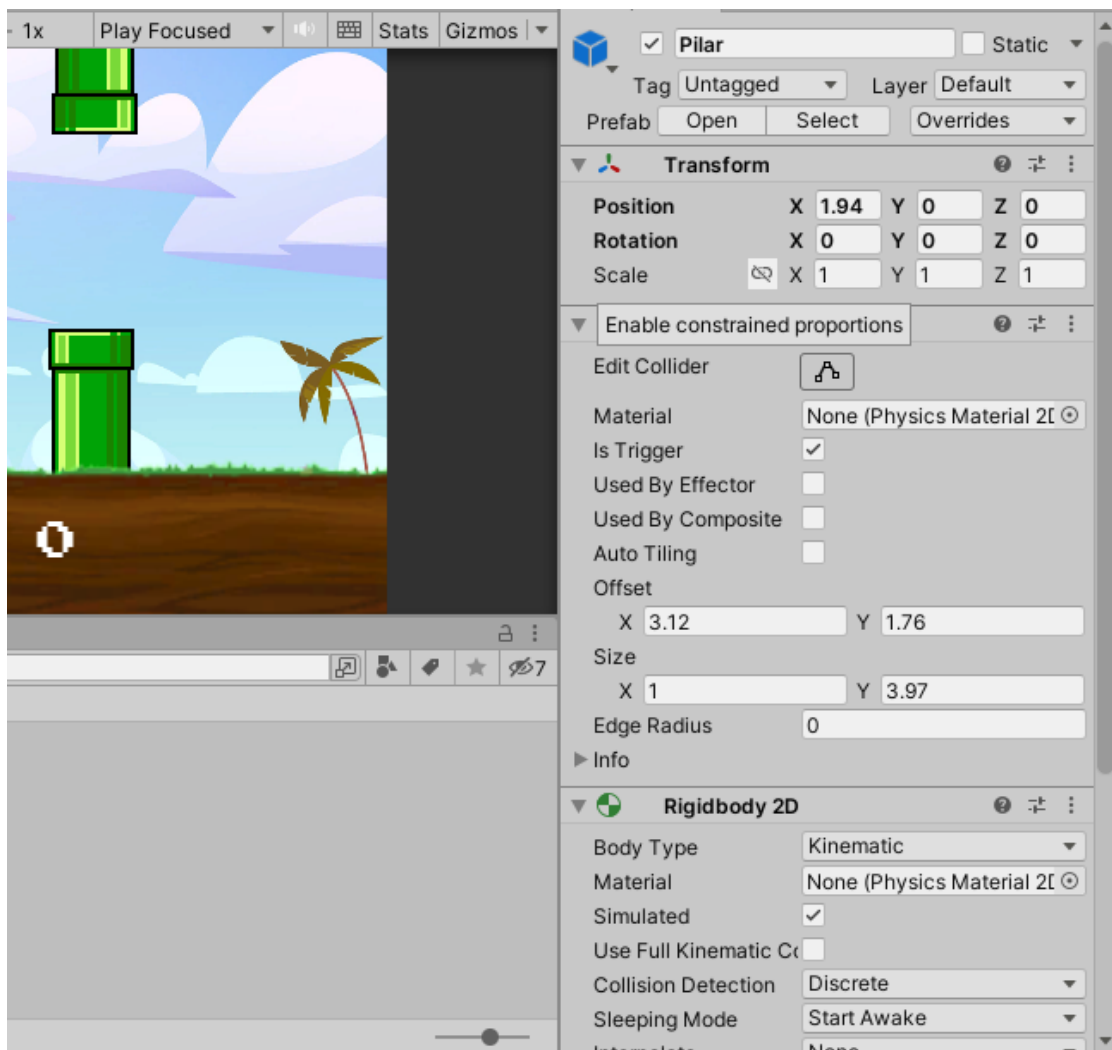 1x Play Focused Stats Gizmos
Pilar Static
Tag Untagged Layer Default
Prefab Open Select Overrides
Transform
Position X 1.94 Y 0 Z 0
Rotation X 0 Y 0 Z 0
Scale X 1 Y 1 Z 1
Enable constrained proportions
Edit Collider
Material None (Physics Material 2D
Is Trigger
Used By Effector
Used By Composite
Auto Tiling
Offset
X 3.12 Y 1.76
Size
X 1 Y 3.97
Edge Radius 0
Info
Rigidbody 2D
Body Type Kinematic
Material None (Physics Material 2D
Simulated
Use Full Kinematic Co
Collision Detection Discrete
Sleeping Mode Start Awake
Interpolate None
0
7